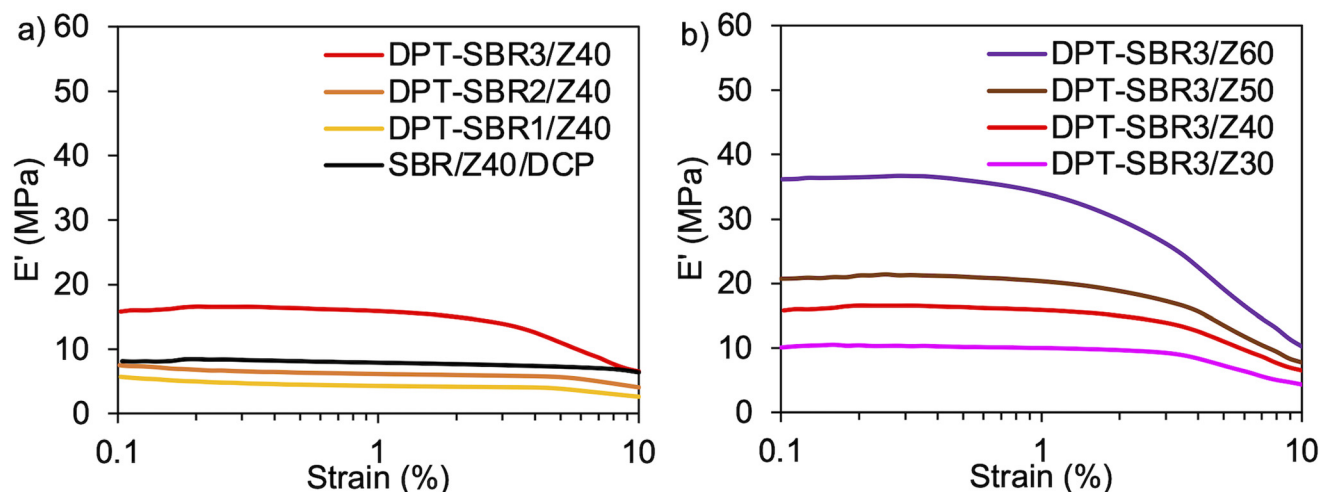 a)
60
50
40
30
20
10
0
E' (MPa)
DPT-SBR3/Z40
DPT-SBR2/Z40
DPT-SBR1/Z40
SBR/Z40/DCP
0.1
1
10
Strain (%)
b)
60
50
40
30
20
10
0
E' (MPa)
DPT-SBR3/Z60
DPT-SBR3/Z50
DPT-SBR3/Z40
DPT-SBR3/Z30
0.1
1
10
Strain (%)